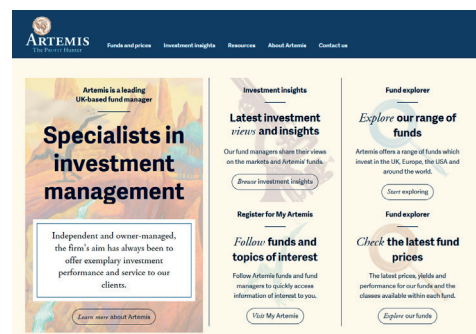 ARTEMIS
The PROFIT Hunter
Funds and prices Investment insights Resources About Artemis Contact us
Artemis is a leading
UK-based fund manager
Specialists in
investment
management
Independent and owner-managed,
the firm's aim has always been to
offer exemplary investment
performance and service to our
clients.
Learn more about Artemis
Investment insights
Latest investment
views and insights
Our fund managers share their views
on the markets and Artemis' funds.
Browse investment insights
Fund explorer
Explore our range of
funds
Artemis offers a range of funds which
invest in the UK, Europe, the USA and
around the world.
Start exploring
Register for My Artemis
Follow funds and
topics of interest
Follow Artemis funds and fund
managers to quickly access
information of interest to you.
Visit My Artemis
Fund explorer
Check the latest fund
prices
The latest prices, yields and
performance for our funds and the
classes available within each fund.
Explore our funds